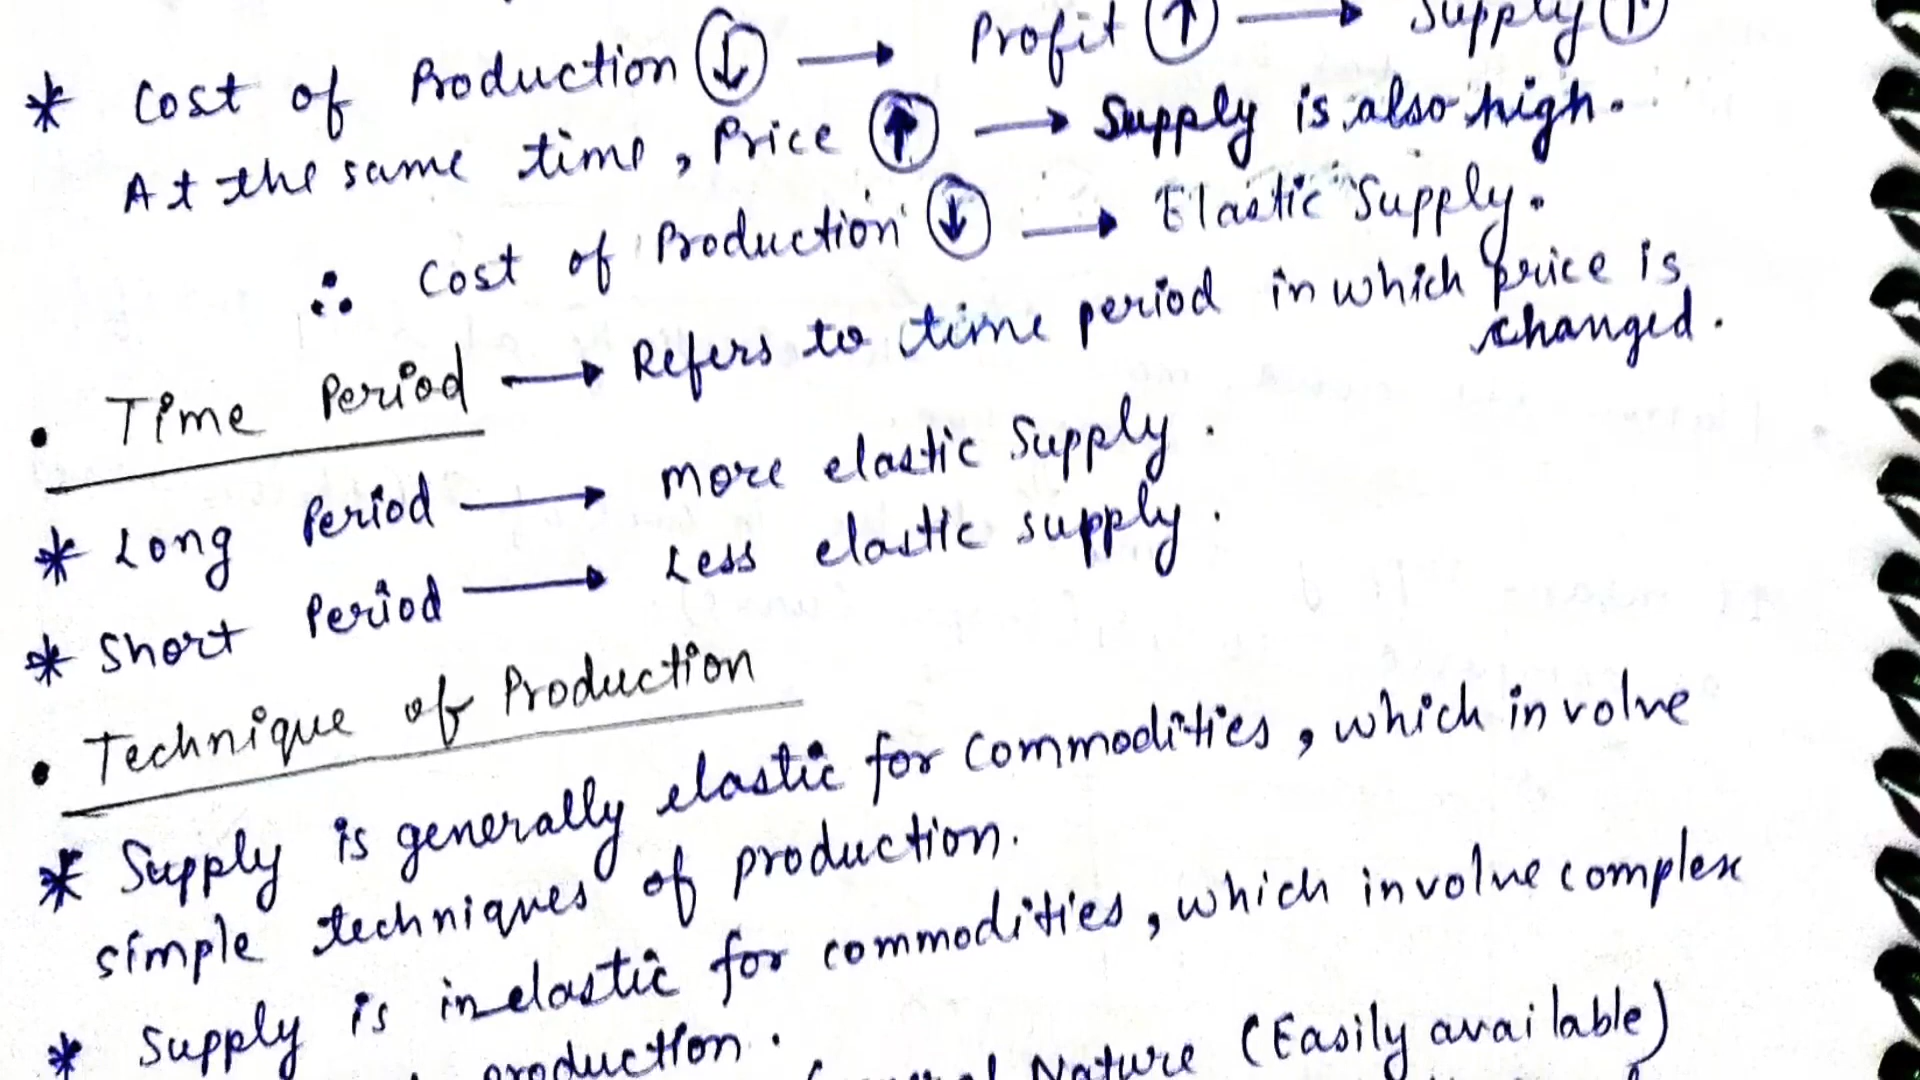 * Cost of Production ↓ → Profit ↑ → Supply ↑
At the same time, Price ↑ → Supply is also high.
∴ Cost of Production ↓ → Elastic Supply.
• Time Period → Refers to time period in which price is
changed.
* Long Period → more elastic supply.
* Short Period → Less elastic supply.
• Technique of Production
* Supply is generally elastic for commodities, which involve
simple techniques of production.
* Supply is inelastic for commodities, which involve complex
production.
Nature (Easily available)